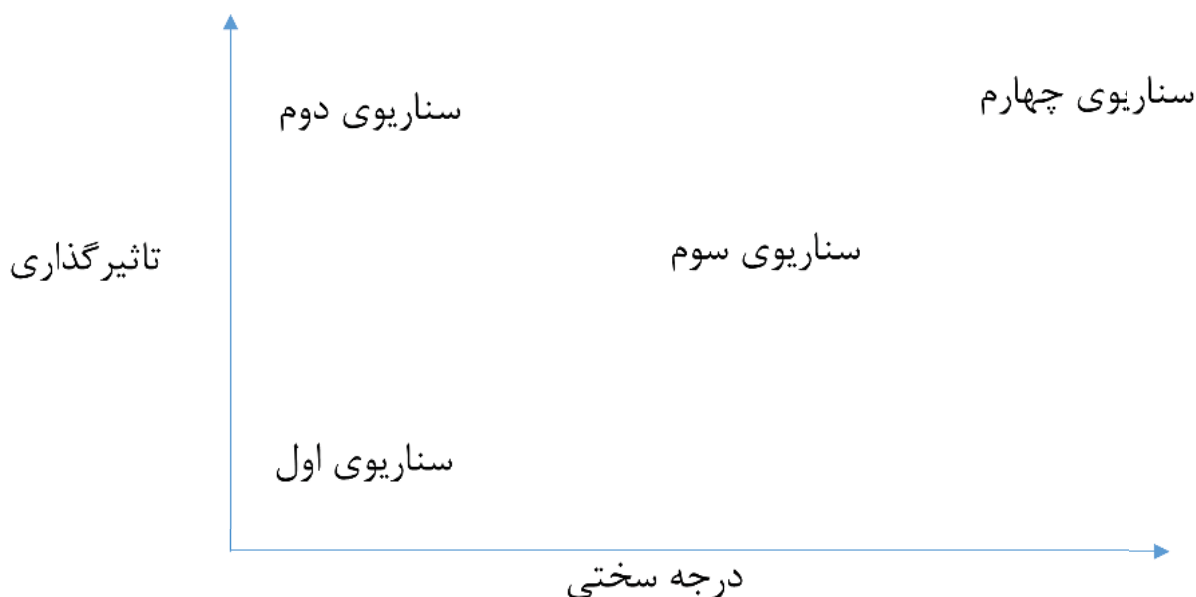 سناریوی چهارم
سناریوی دوم
سناریوی سوم
تاثیرگذاری
سناریوی اول
درجه سختی